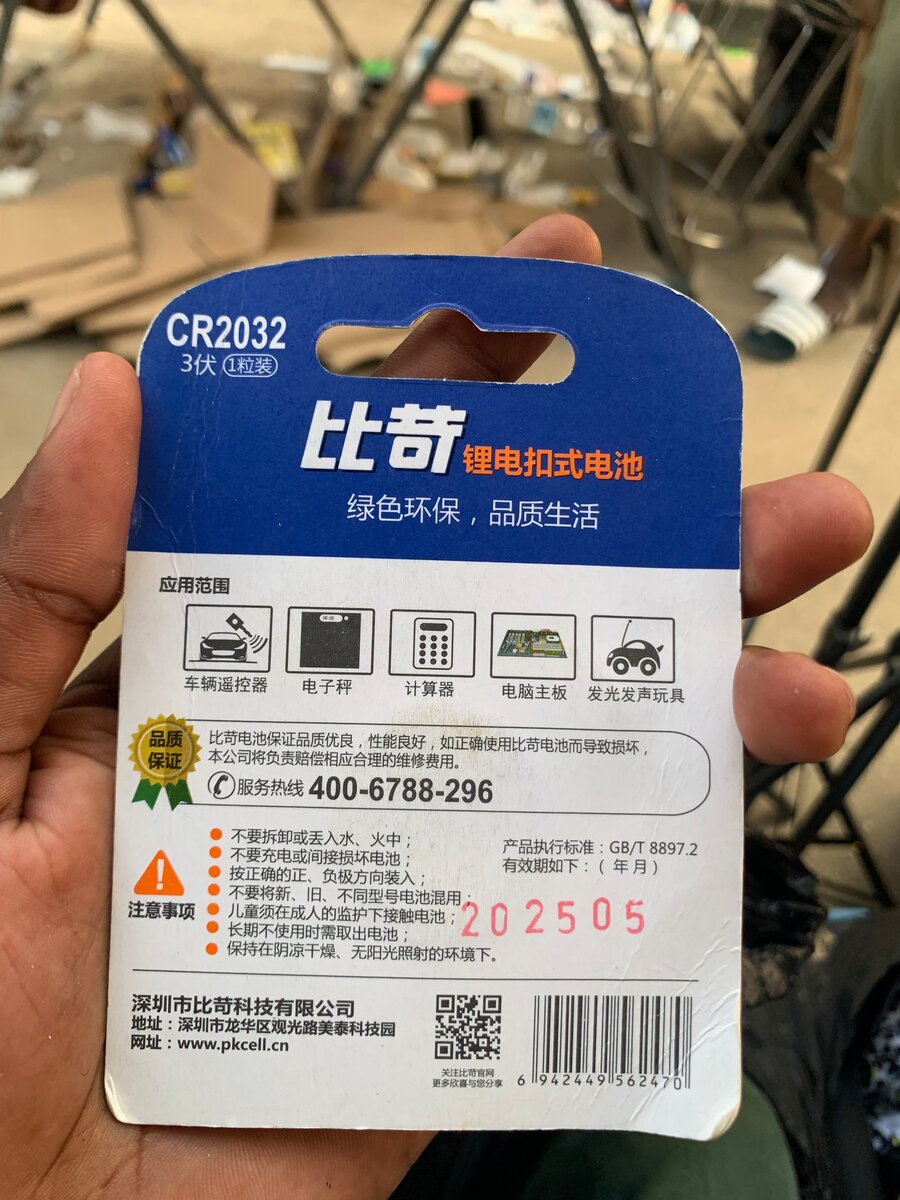 CR2032
3伏 1粒装
比苛 锂电扣式电池
绿色环保，品质生活
应用范围
车辆遥控器 电子秤 计算器 电脑主板 发光发声玩具
品质
保证
比苛电池保证品质优良，性能良好，如正确使用比苛电池而导致损坏，
本公司将负责赔偿相应合理的维修费用。
服务热线 400-6788-296
注意事项
不要拆卸或丢入水、火中；
不要充电或间接损坏电池；
按正确的正、负极方向装入；
不要将新、旧、不同型号电池混用
儿童须在成人的监护下接触电池；
长期不使用时需取出电池；
保持在阴凉干燥、无阳光照射的环境下。
产品执行标准：GB/T 8897.2
有效期如下：（ 年 月 ）
202505
深圳市比苛科技有限公司
地址：深圳市龙华区观光路美泰科技园
网址：www.pkcell.cn
关注比苛官网
更多欣喜与您分享
6 942449 562470